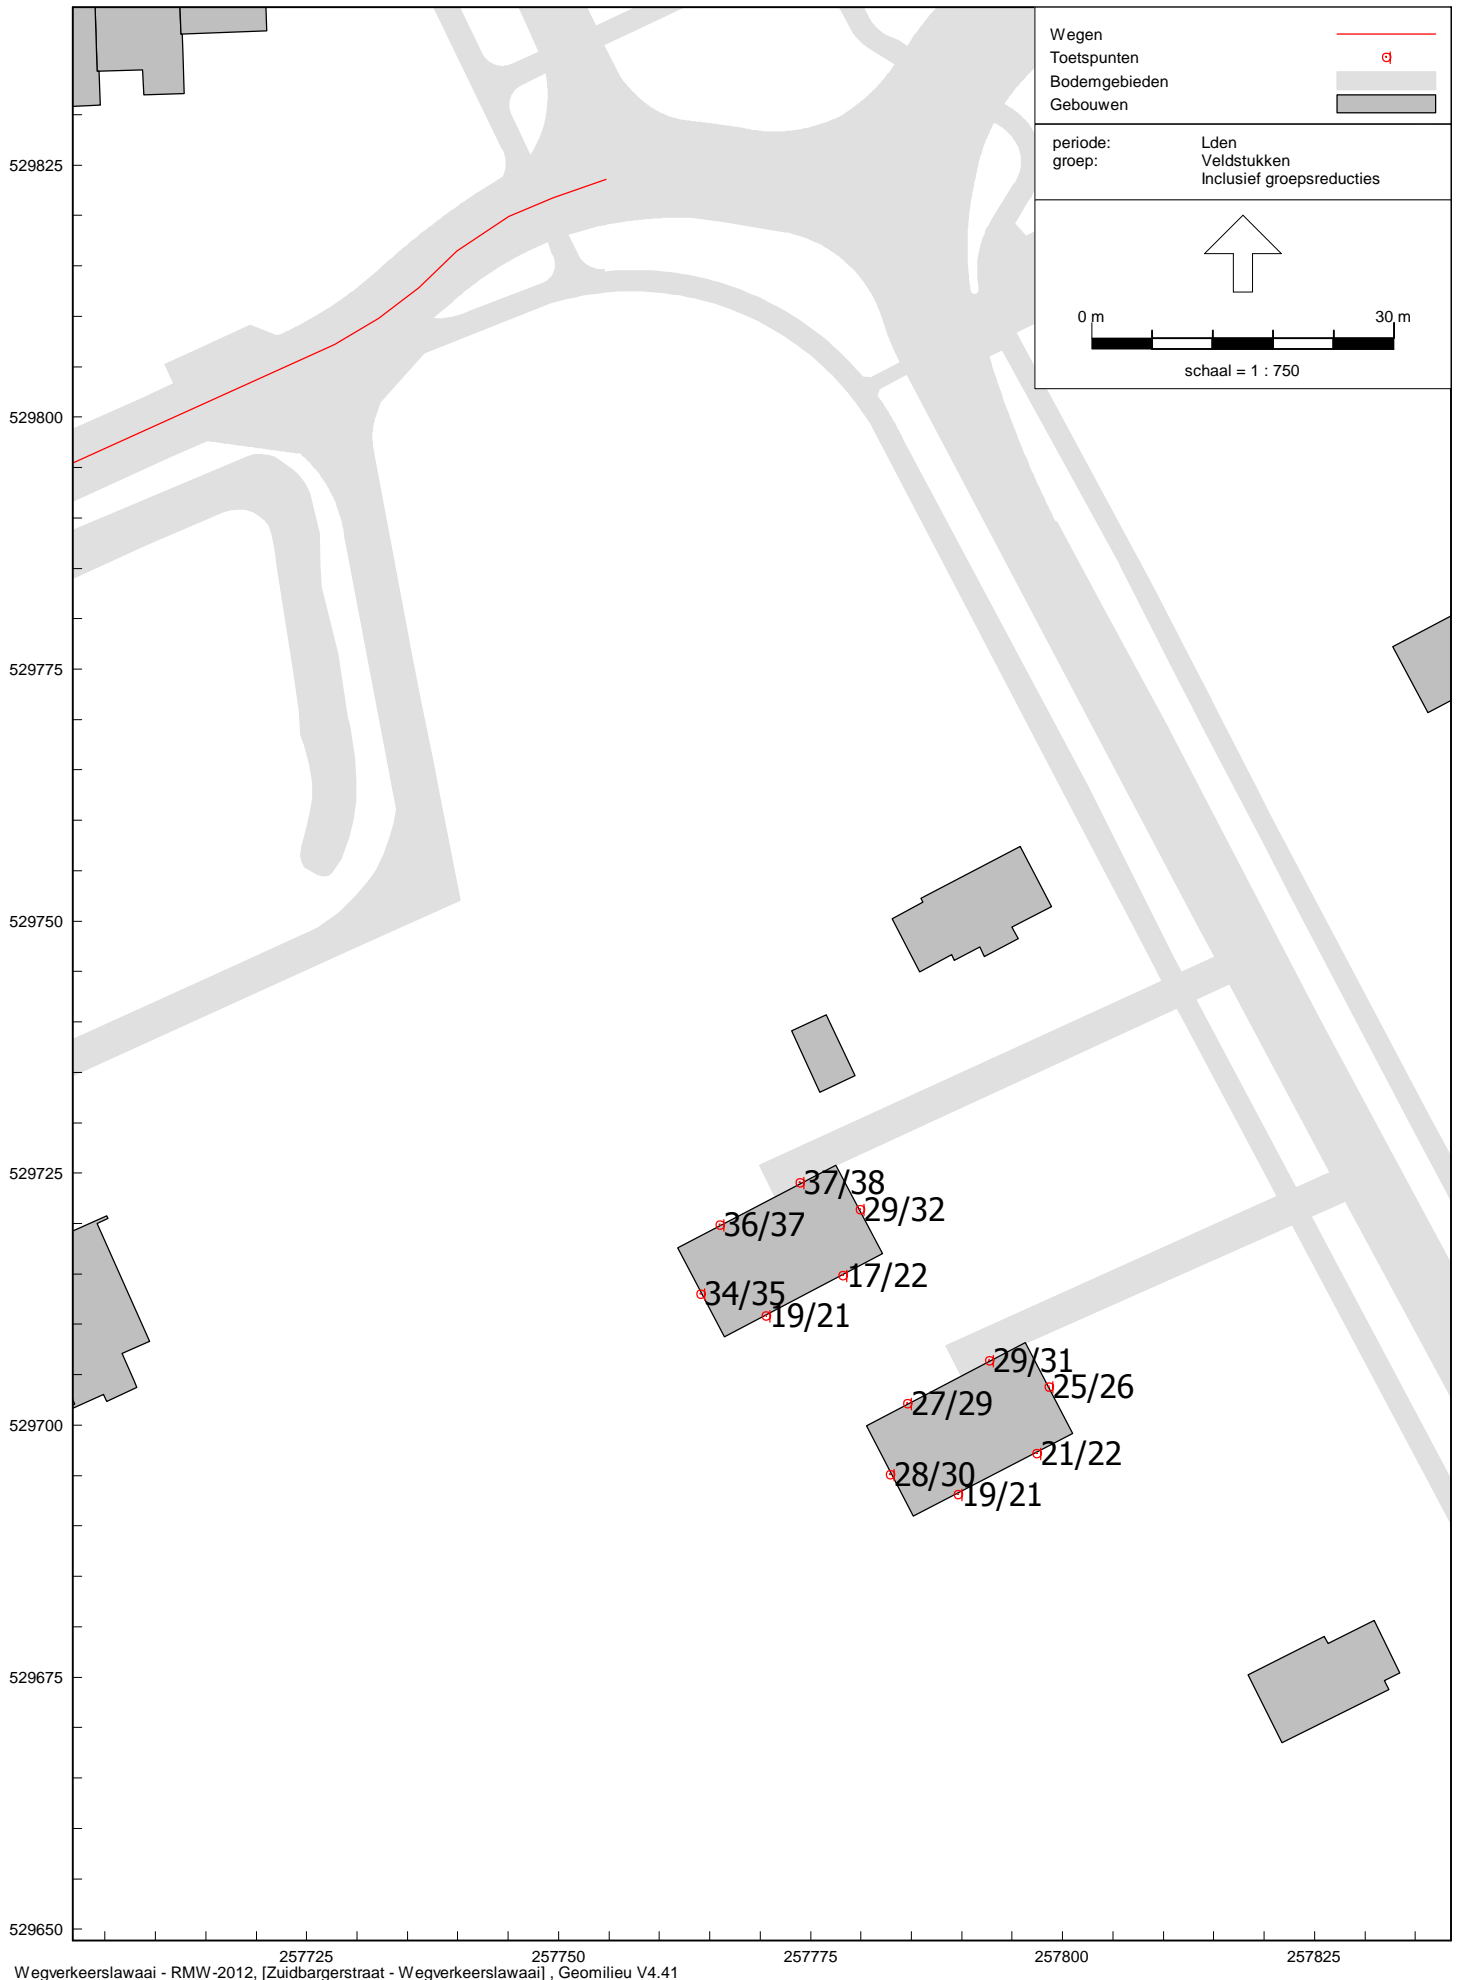 Wegen
Toetspunten
Bodemgebieden
Gebouwen
periode: Lden
groep: Veldstukken
Inclusief groepsreducties
0 m 30 m
schaal = 1 : 750
529825
529800
529775
529750
529725
529700
529675
529650
37/38
29/32
36/37
17/22
34/35
19/21
29/31
25/26
27/29
21/22
28/30
19/21
257725 257750 257775 257800 257825
Wegverkeerslawaai - RMW-2012, [Zuidbargerstraat - Wegverkeerslawaai] , Geomilieu V4.41